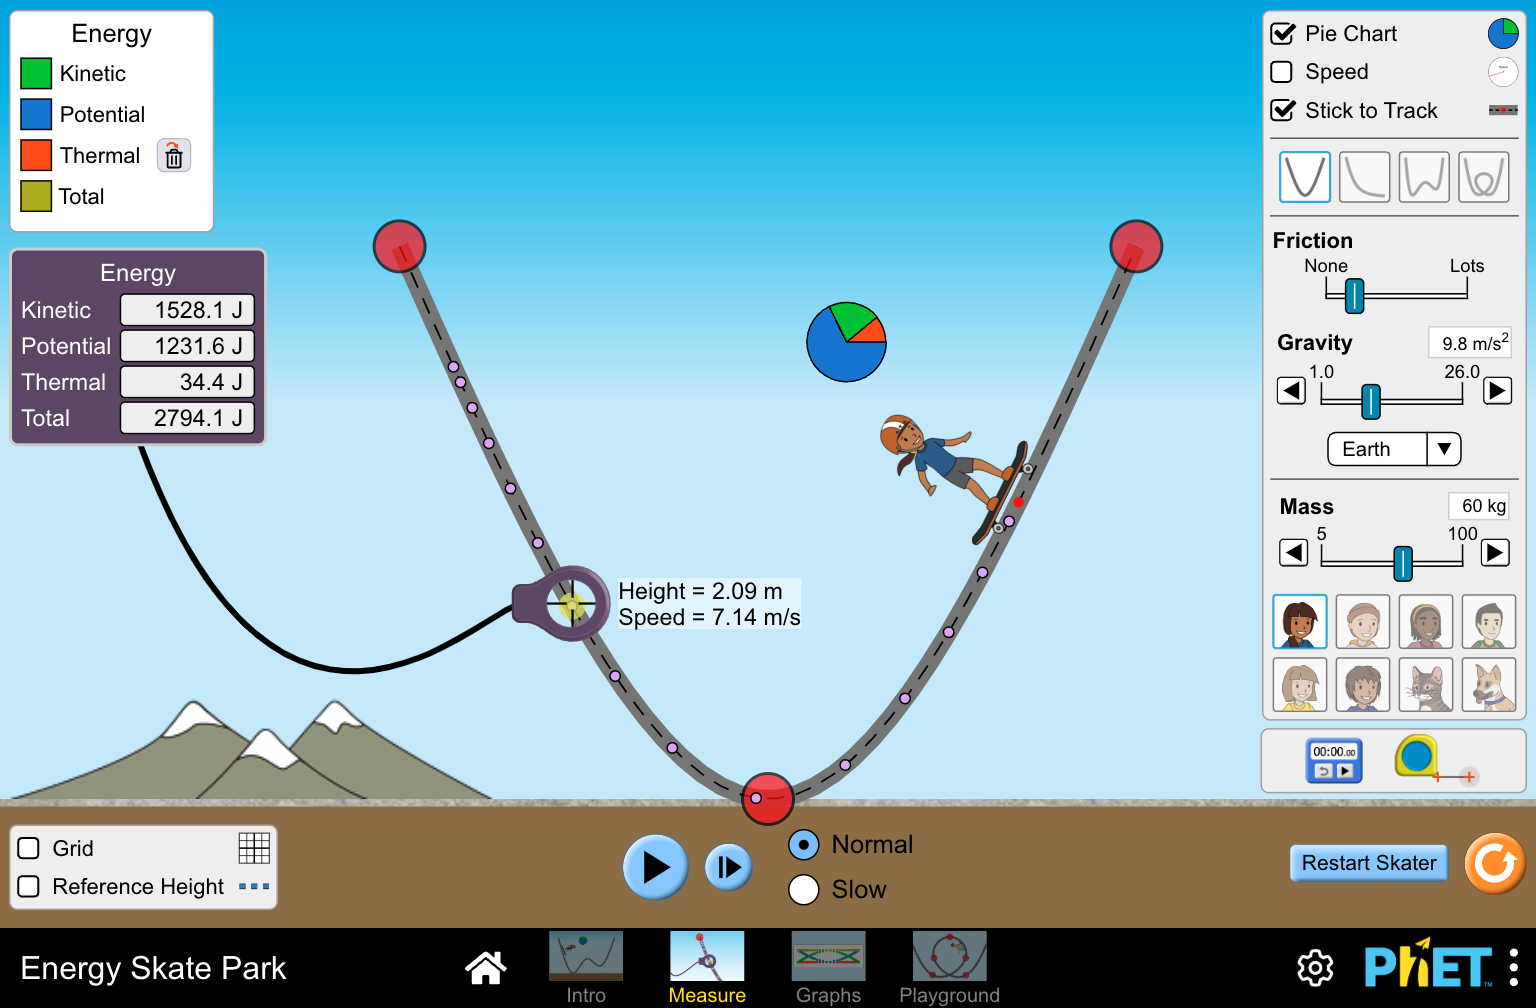 Energy
Kinetic
Potential
Thermal
Total
Energy
Kinetic 1528.1 J
Potential 1231.6 J
Thermal 34.4 J
Total 2794.1 J
Height = 2.09 m
Speed = 7.14 m/s
Pie Chart
Speed
Stick to Track
Friction
None Lots
Gravity 9.8 m/s²
1.0 26.0
Earth
Mass 60 kg
5 100
00:00.00
Grid
Reference Height
Normal
Slow
Restart Skater
Energy Skate Park
Intro
Measure
Graphs
Playground
PhET